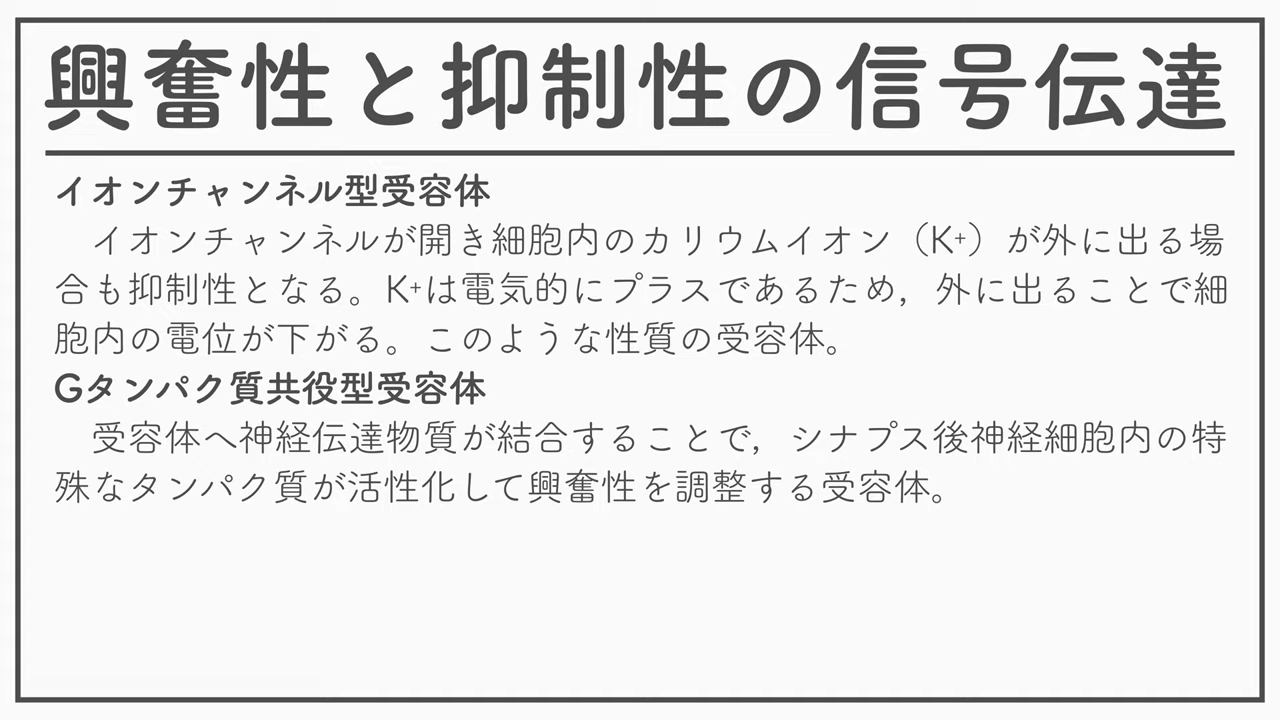 興奮性と抑制性の信号伝達
イオンチャンネル型受容体
　イオンチャンネルが開き細胞内のカリウムイオン（K⁺）が外に出る場
合も抑制性となる。K⁺は電気的にプラスであるため，外に出ることで細
胞内の電位が下がる。このような性質の受容体。
Gタンパク質共役型受容体
　受容体へ神経伝達物質が結合することで，シナプス後神経細胞内の特
殊なタンパク質が活性化して興奮性を調整する受容体。